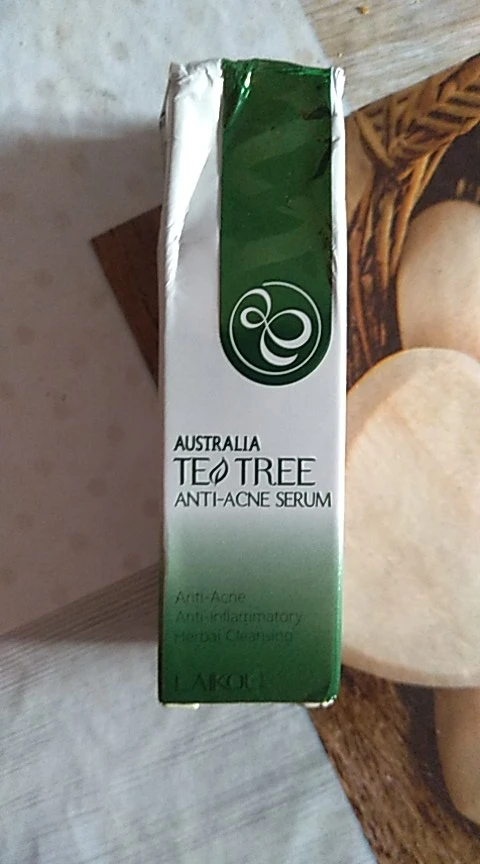 AUSTRALIA
TEA TREE
ANTI-ACNE SERUM
Anti-Acne
Anti-inflammatory
Herbal Cleansing
LAIKOU